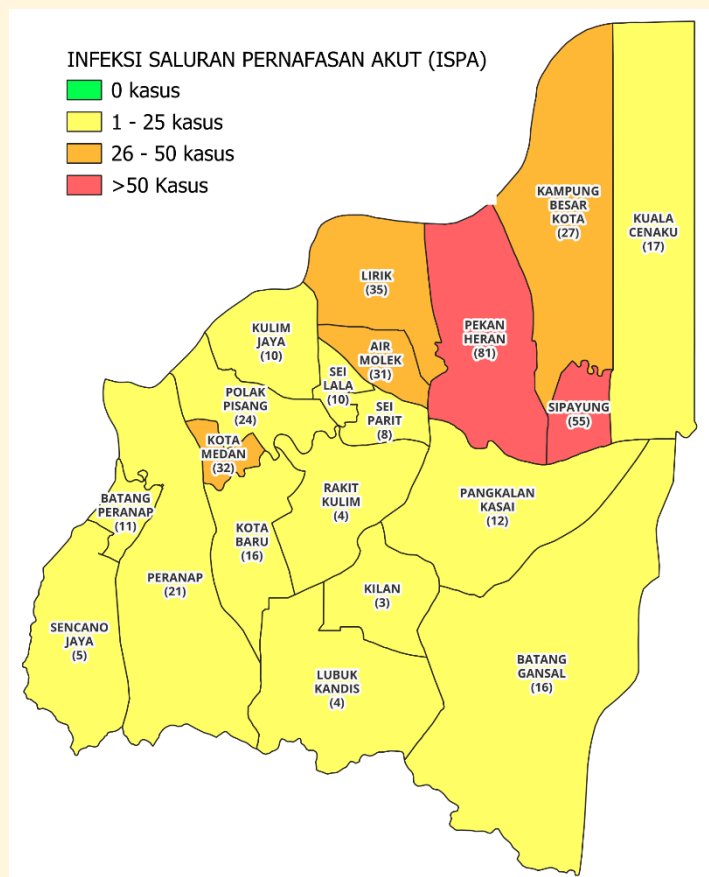 INFEKSI SALURAN PERNAFASAN AKUT (ISPA)
0 kasus
1 - 25 kasus
26 - 50 kasus
>50 Kasus
KAMPUNG
BESAR
KOTA
(27)
KUALA
CENAKU
(17)
LIRIK
(35)
PEKAN
HERAN
(81)
KULIM
JAYA
(10)
AIR
MOLEK
(31)
SEI
LALA
(10)
POLAK
PISANG
(24)
SEI
PARIT
(8)
SIPAYUNG
(55)
KOTA
MEDAN
(32)
BATANG
PERANAP
(11)
RAKIT
KULIM
(4)
PANGKALAN
KASAI
(12)
KOTA
BARU
(16)
PERANAP
(21)
KILAN
(3)
SENCANO
JAYA
(5)
LUBUK
KANDIS
(4)
BATANG
GANSAL
(16)